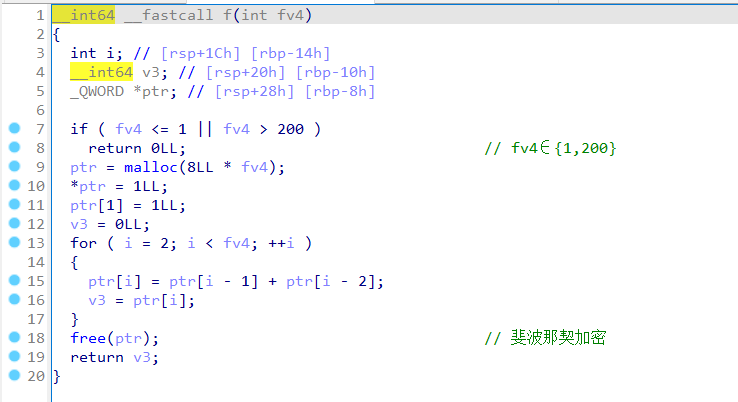 1 __int64 __fastcall f(int fv4)
2 {
3 int i; // [rsp+1Ch] [rbp-14h]
4 __int64 v3; // [rsp+20h] [rbp-10h]
5 _QWORD *ptr; // [rsp+28h] [rbp-8h]
6
7 if ( fv4 <= 1 || fv4 > 200 )
8 return 0LL; // fv4∈{1,200}
9 ptr = malloc(8LL * fv4);
10 *ptr = 1LL;
11 ptr[1] = 1LL;
12 v3 = 0LL;
13 for ( i = 2; i < fv4; ++i )
14 {
15 ptr[i] = ptr[i - 1] + ptr[i - 2];
16 v3 = ptr[i];
17 }
18 free(ptr); // 斐波那契加密
19 return v3;
20 }